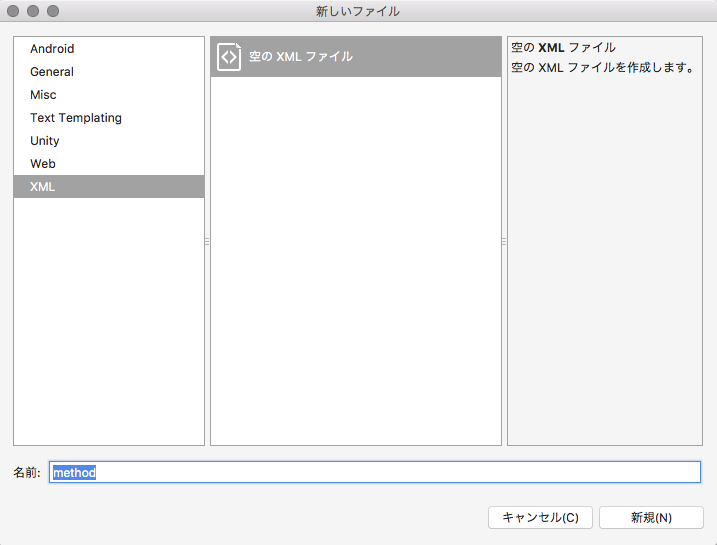 新しいファイル
Android
General
Misc
Text Templating
Unity
Web
XML
空の XML ファイル
空の XML ファイル
空の XML ファイルを作成します。
名前:
method
キャンセル(C)
新規(N)